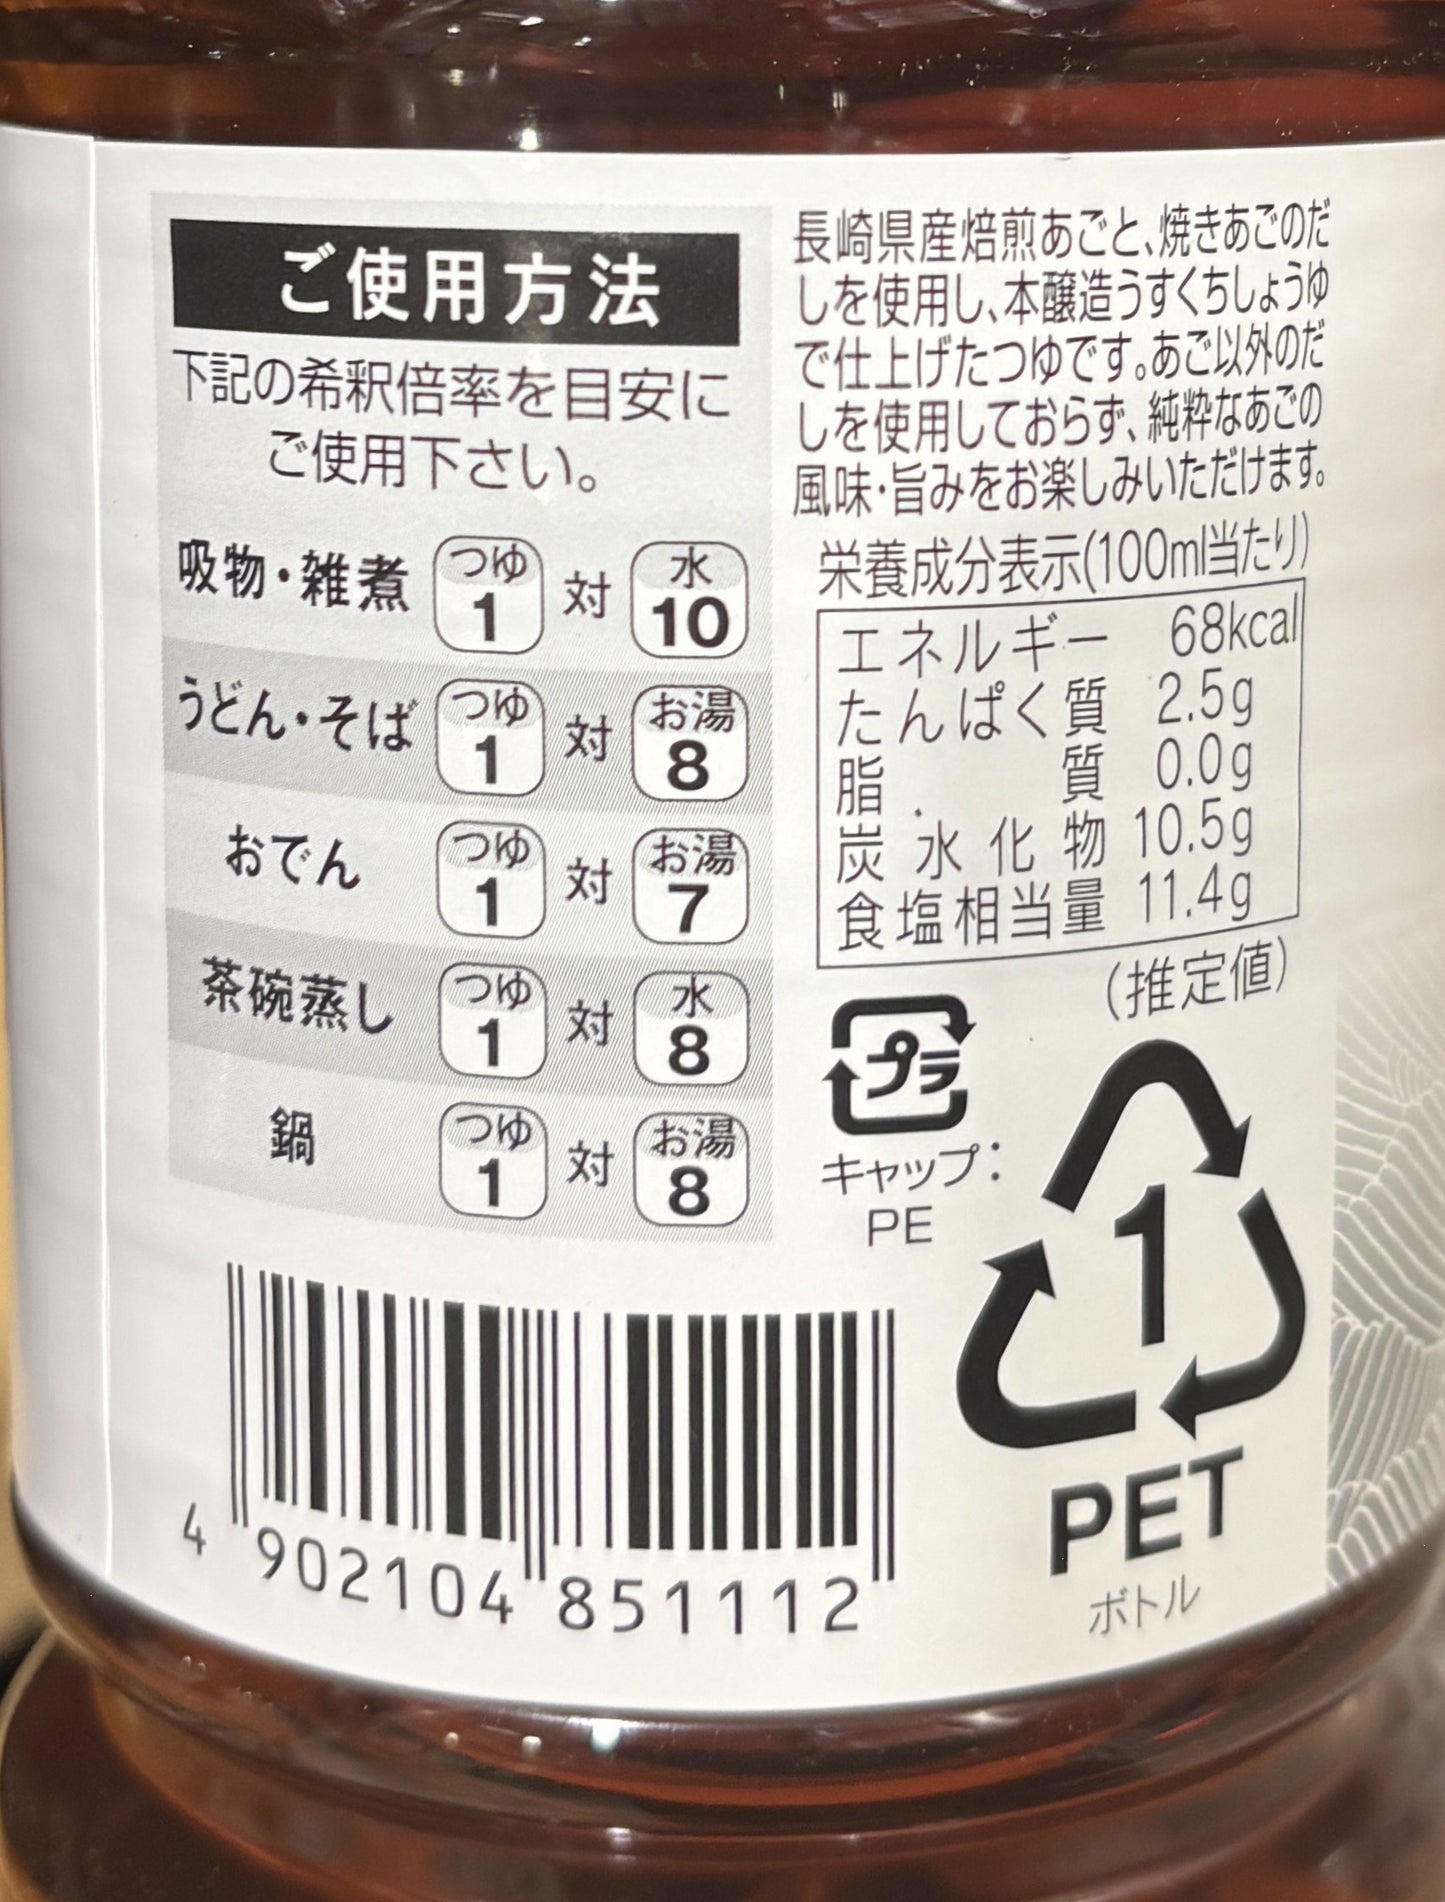 ご使用方法
下記の希釈倍率を目安に
ご使用下さい。
吸物・雑煮 つゆ 1 対 水 10
うどん・そば つゆ 1 対 お湯 8
おでん つゆ 1 対 お湯 7
茶碗蒸し つゆ 1 対 水 8
鍋 つゆ 1 対 お湯 8
4 902104 851112
長崎県産焙煎あごと、焼きあごのだ
しを使用し、本醸造うすくちしょうゆ
で仕上げたつゆです。あご以外のだ
しを使用しておらず、純粋なあごの
風味・旨みをお楽しみいただけます。
栄養成分表示(100ml当たり)
エネルギー 68kcal
たんぱく質 2.5g
脂質 0.0g
炭水化物 10.5g
食塩相当量 11.4g
(推定値)
プラ
キャップ:
PE
1
PET
ボトル